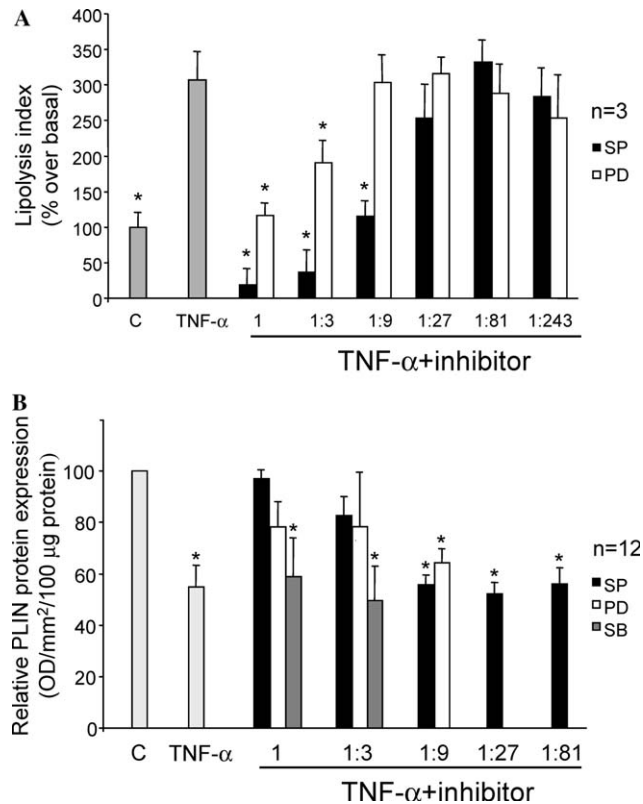 A
Lipolysis index
(% over basal)
400
350
300
250
200
150
100
50
0
*
*
*
*
*
*
n=3
SP
PD
C
TNF-α
1
1:3
1:9
1:27
1:81
1:243
TNF-α+inhibitor
B
Relative PLIN protein expression
(OD/mm²/100 µg protein)
100
80
60
40
20
0
*
*
*
*
*
*
*
n=12
SP
PD
SB
C
TNF-α
1
1:3
1:9
1:27
1:81
TNF-α+inhibitor